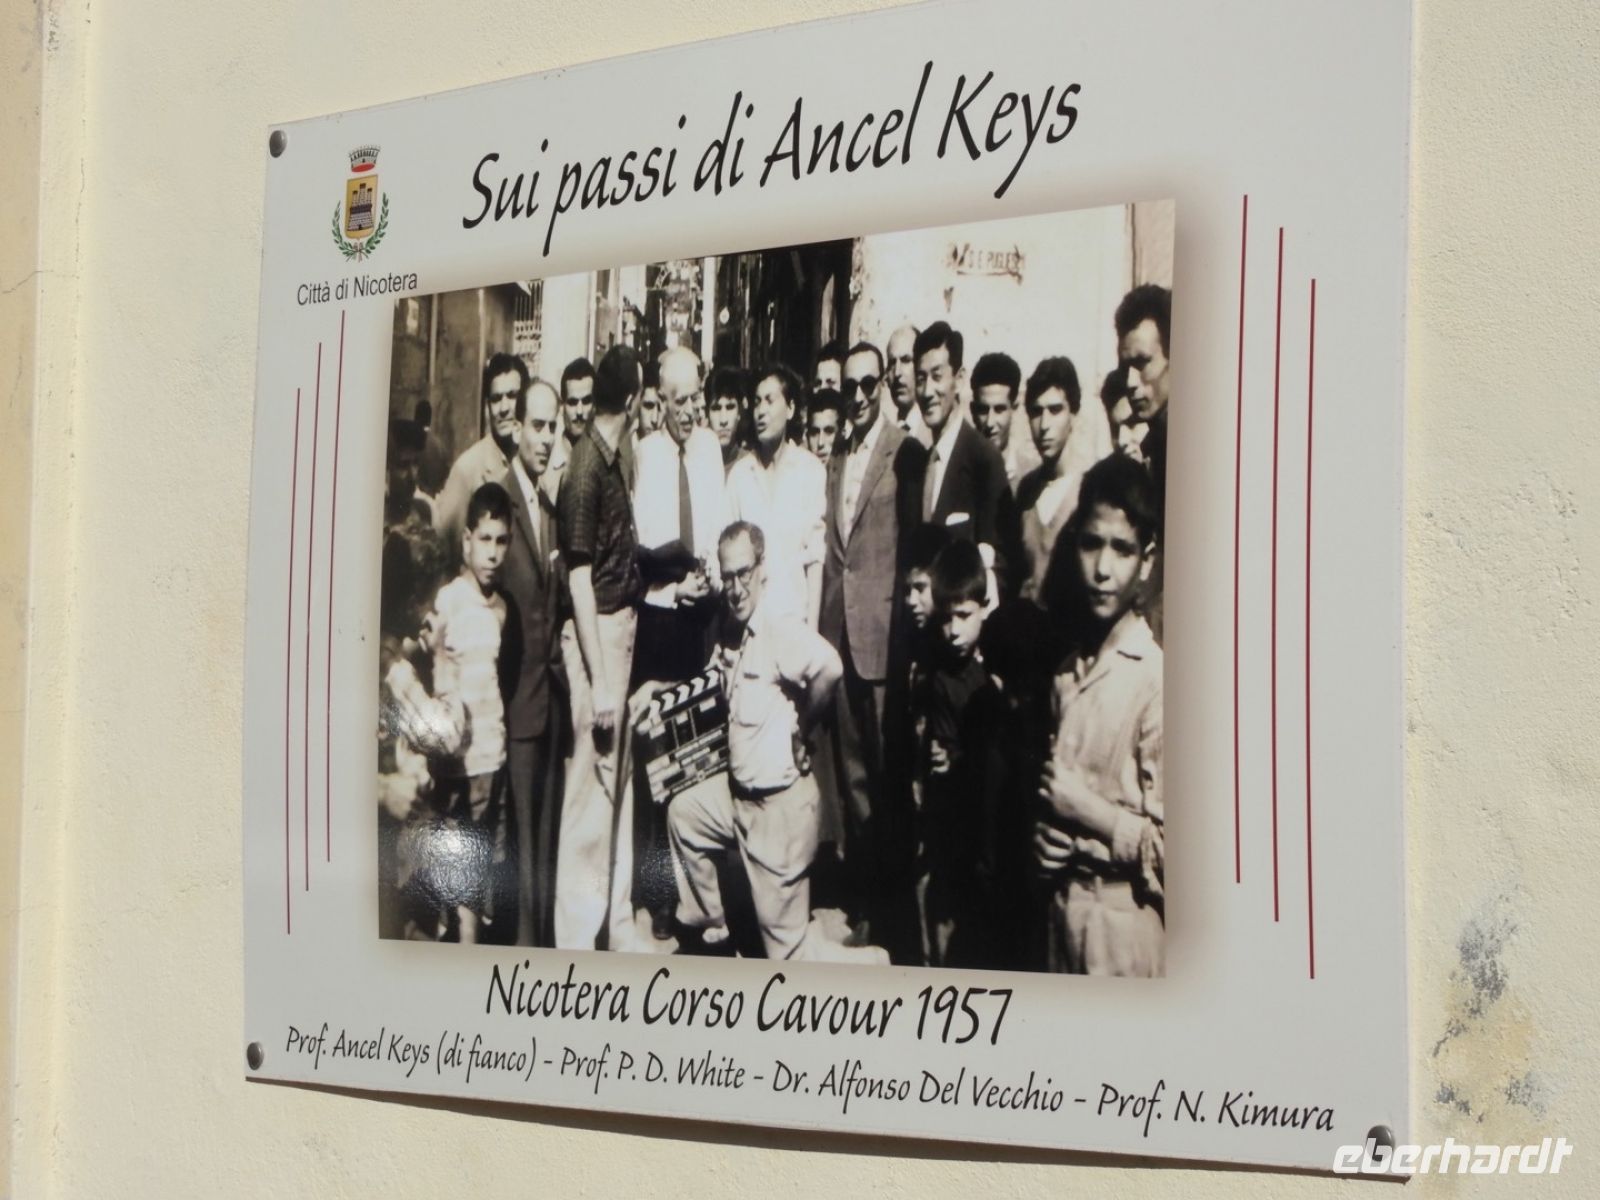 Sui passi di Ancel Keys
Città di Nicotera
Nicotera Corso Cavour 1957
Prof. Ancel Keys (di fianco) - Prof. P. D. White - Dr. Alfonso Del Vecchio - Prof. N. Kimura
eberhardt